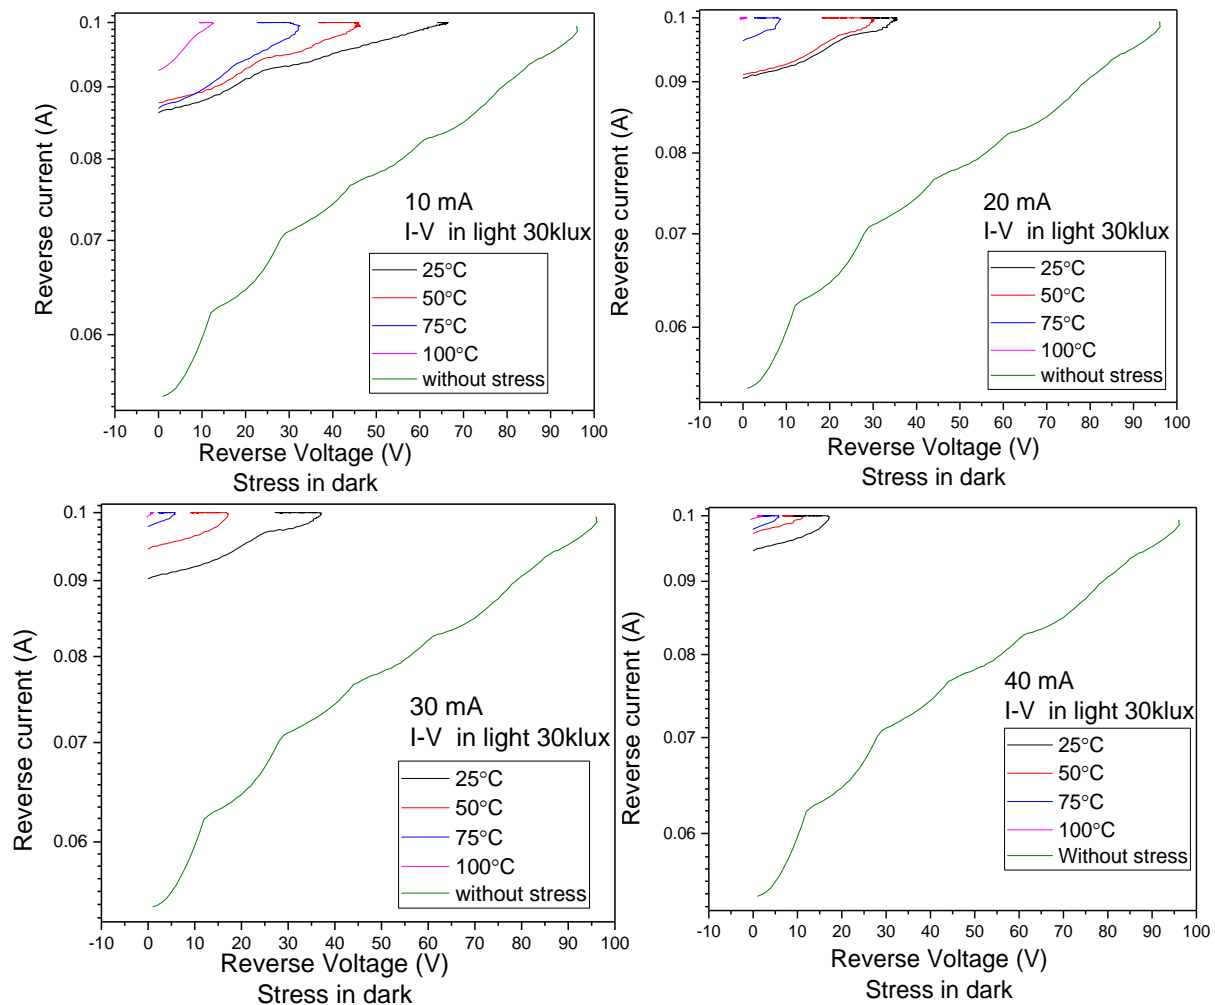 0.1
0.09
0.08
0.07
0.06
Reverse current (A)
10 mA
I-V in light 30klux
25°C
50°C
75°C
100°C
without stress
-10 0 10 20 30 40 50 60 70 80 90 100
Reverse Voltage (V)
Stress in dark
0.1
0.09
0.08
0.07
0.06
Reverse current (A)
20 mA
I-V in light 30klux
25°C
50°C
75°C
100°C
without stress
-10 0 10 20 30 40 50 60 70 80 90 100
Reverse Voltage (V)
Stress in dark
0.1
0.09
0.08
0.07
0.06
Reverse current (A)
30 mA
I-V in light 30klux
25°C
50°C
75°C
100°C
without stress
-10 0 10 20 30 40 50 60 70 80 90 100
Reverse Voltage (V)
Stress in dark
0.1
0.09
0.08
0.07
0.06
Reverse current (A)
40 mA
I-V in light 30klux
25°C
50°C
75°C
100°C
Without stress
-10 0 10 20 30 40 50 60 70 80 90 100
Reverse Voltage (V)
Stress in dark